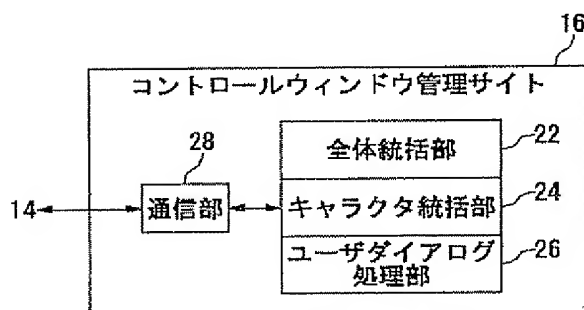 16
コントロールウィンドウ管理サイト
28
全体統括部
22
14
通信部
キャラクタ統括部
24
ユーザダイアログ
処理部
26